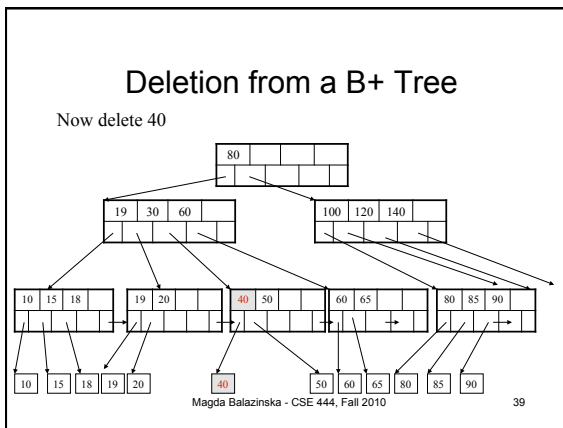 Deletion from a B+ Tree
Now delete 40
80
19 30 60 100 120 140
10 15 18 19 20 40 50 60 65 80 85 90
10 15 18 19 20 40 50 60 65 80 85 90
Magda Balazinska - CSE 444, Fall 2010 39